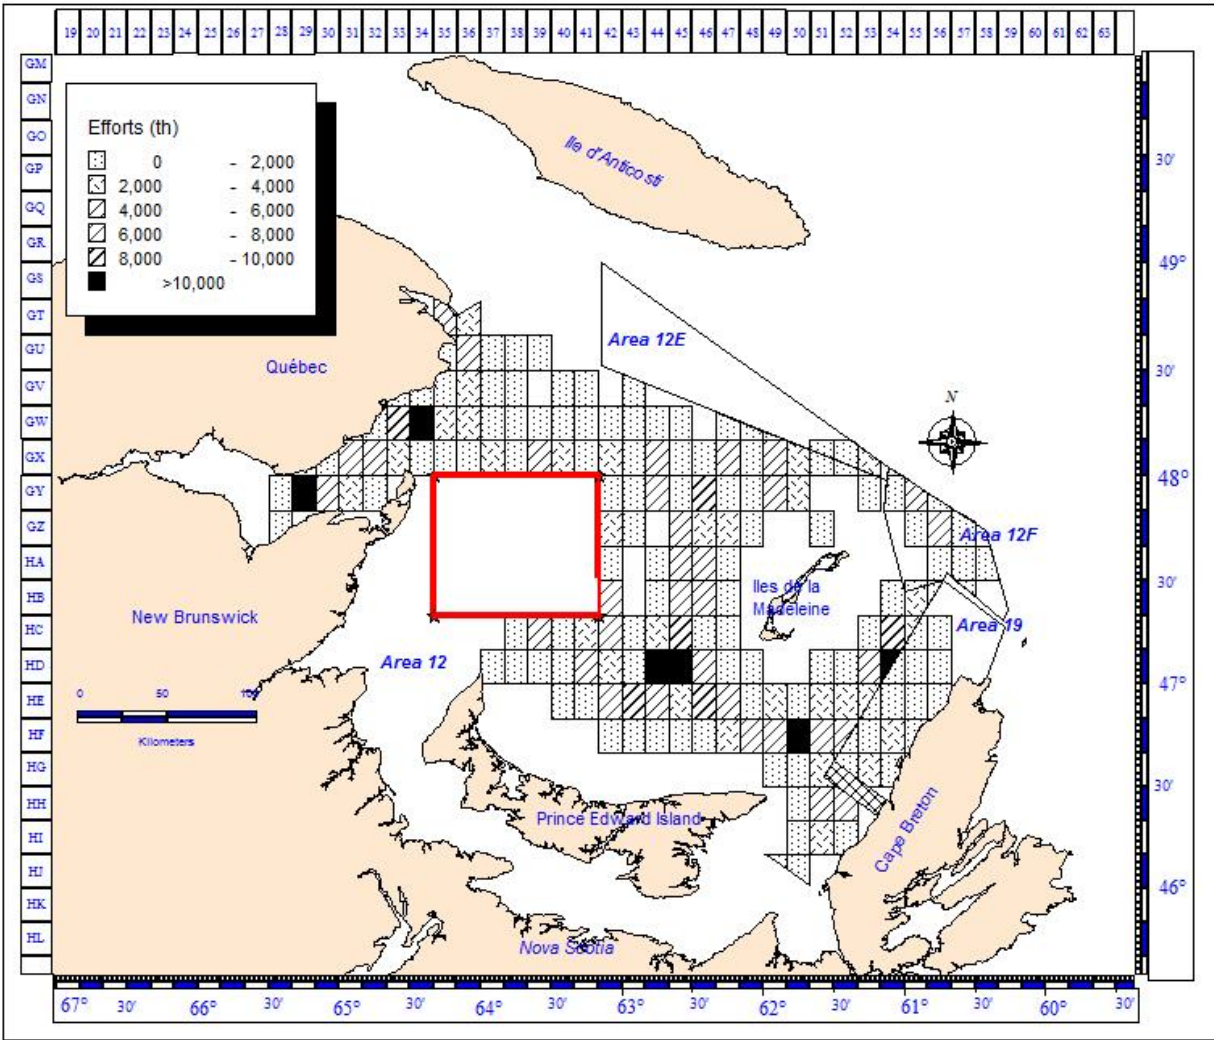 19 20 21 22 23 24 25 26 27 28 29 30 31 32 33 34 35 36 37 38 39 40 41 42 43 44 45 46 47 48 49 50 51 52 53 54 56 57 58 59 60 61 62 63
GM
GN
GO
GP
GQ
GR
GS
GT
GU
GV
GW
GX
GY
GZ
HA
HB
HC
HD
HE
HF
HG
HH
HI
HJ
HK
HL
Efforts (th)
0 - 2,000
2,000 - 4,000
4,000 - 6,000
6,000 - 8,000
8,000 - 10,000
>10,000
Ile d'Anticosti
Area 12E
Québec
N
Area 12F
Iles de la
Madeleine
New Brunswick
Area 19
Area 12
0 50 100
Kilometers
Prince Edward Island
Cape Breton
Nova Scotia
30'
49°
30'
48°
30'
47°
30'
46°
67° 30' 66° 30' 65° 30' 64° 30' 63° 30' 62° 30' 61° 30' 60° 30'